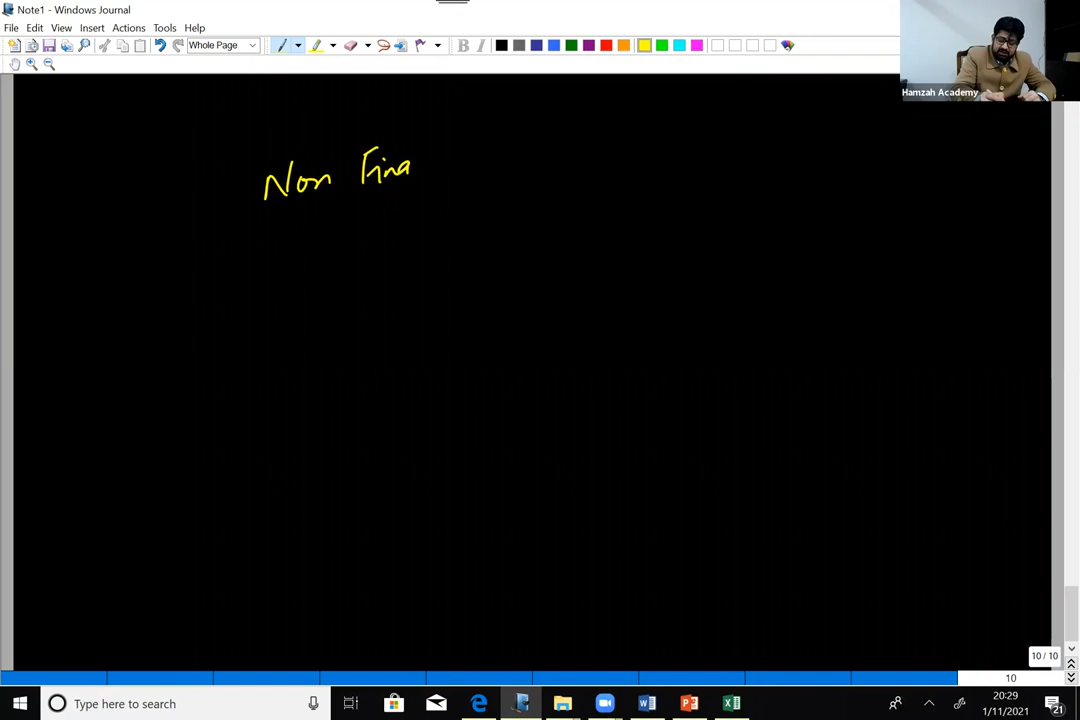 Note1 - Windows Journal
File Edit View Insert Actions Tools Help
Whole Page
B I
Hamzah Academy
Non Fina
10 / 10
10
Type here to search
20:29
1/11/2021
21